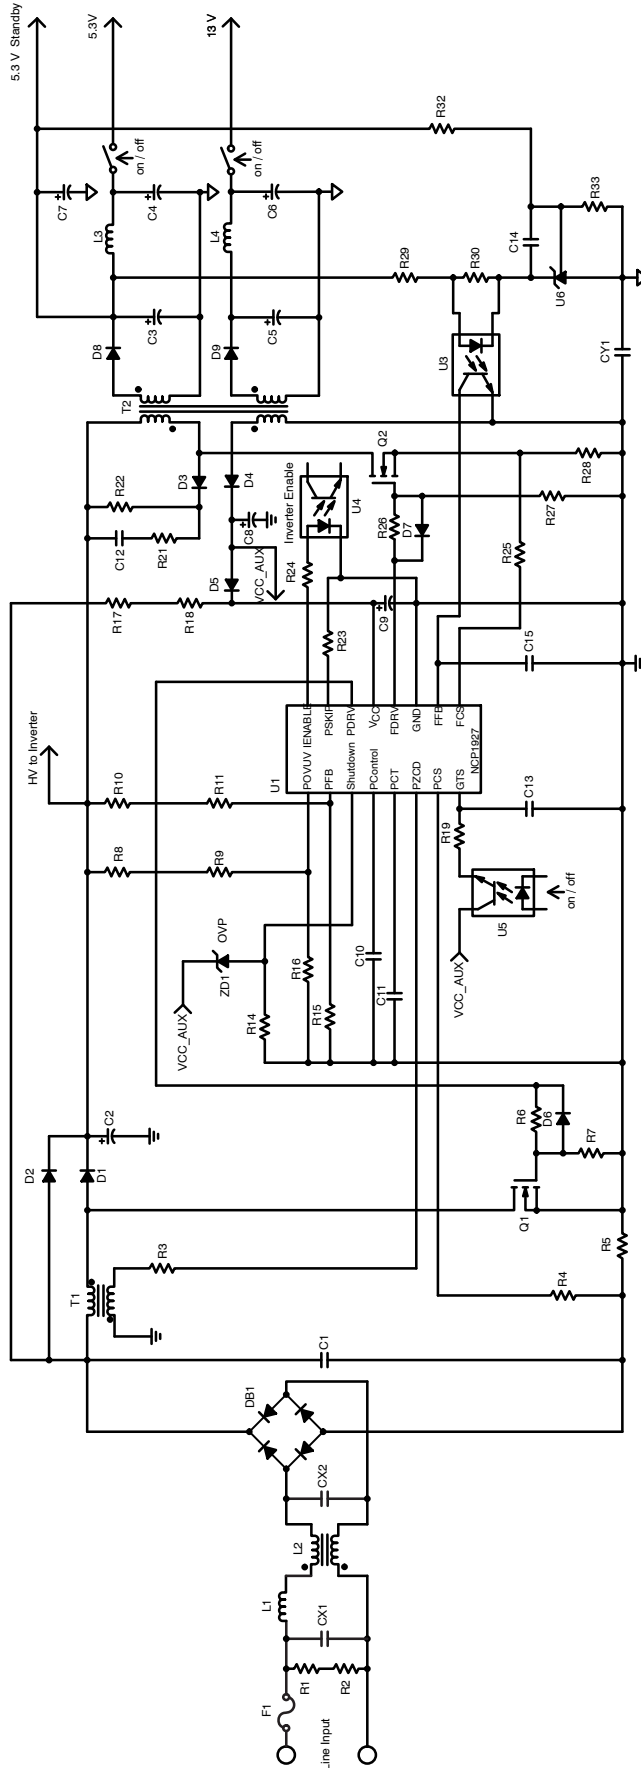 5.3 V Standby
5.3V
13 V
R32
on / off
on / off
C7
C4
C6
R33
L3
L4
C14
R29
R30
U6
C3
C5
D8
D9
U3
CY1
T2
Q2
R22
D3
D4
Inverter Enable
U4
R28
C12
R21
C8
R26
D7
R27
VCC_AUX
R24
R25
D5
R17
R18
C9
R23
C15
HV to Inverter
IENABLE
PSKIP
PDRV
VCC
FDRV
GND
FFB
FCS
U1
NCP1927
POVUV
PFB
Shutdown
PControl
PCT
PZCD
PCS
GTS
R10
R11
R19
C13
R8
R9
OVP
ZD1
R16
C10
U5
on / off
VCC_AUX
VCC_AUX
R14
R15
C11
C2
R6
D6
R7
D2
D1
Q1
R3
R5
T1
R4
C1
DB1
CX2
L2
L1
CX1
R1
R2
F1
Line Input